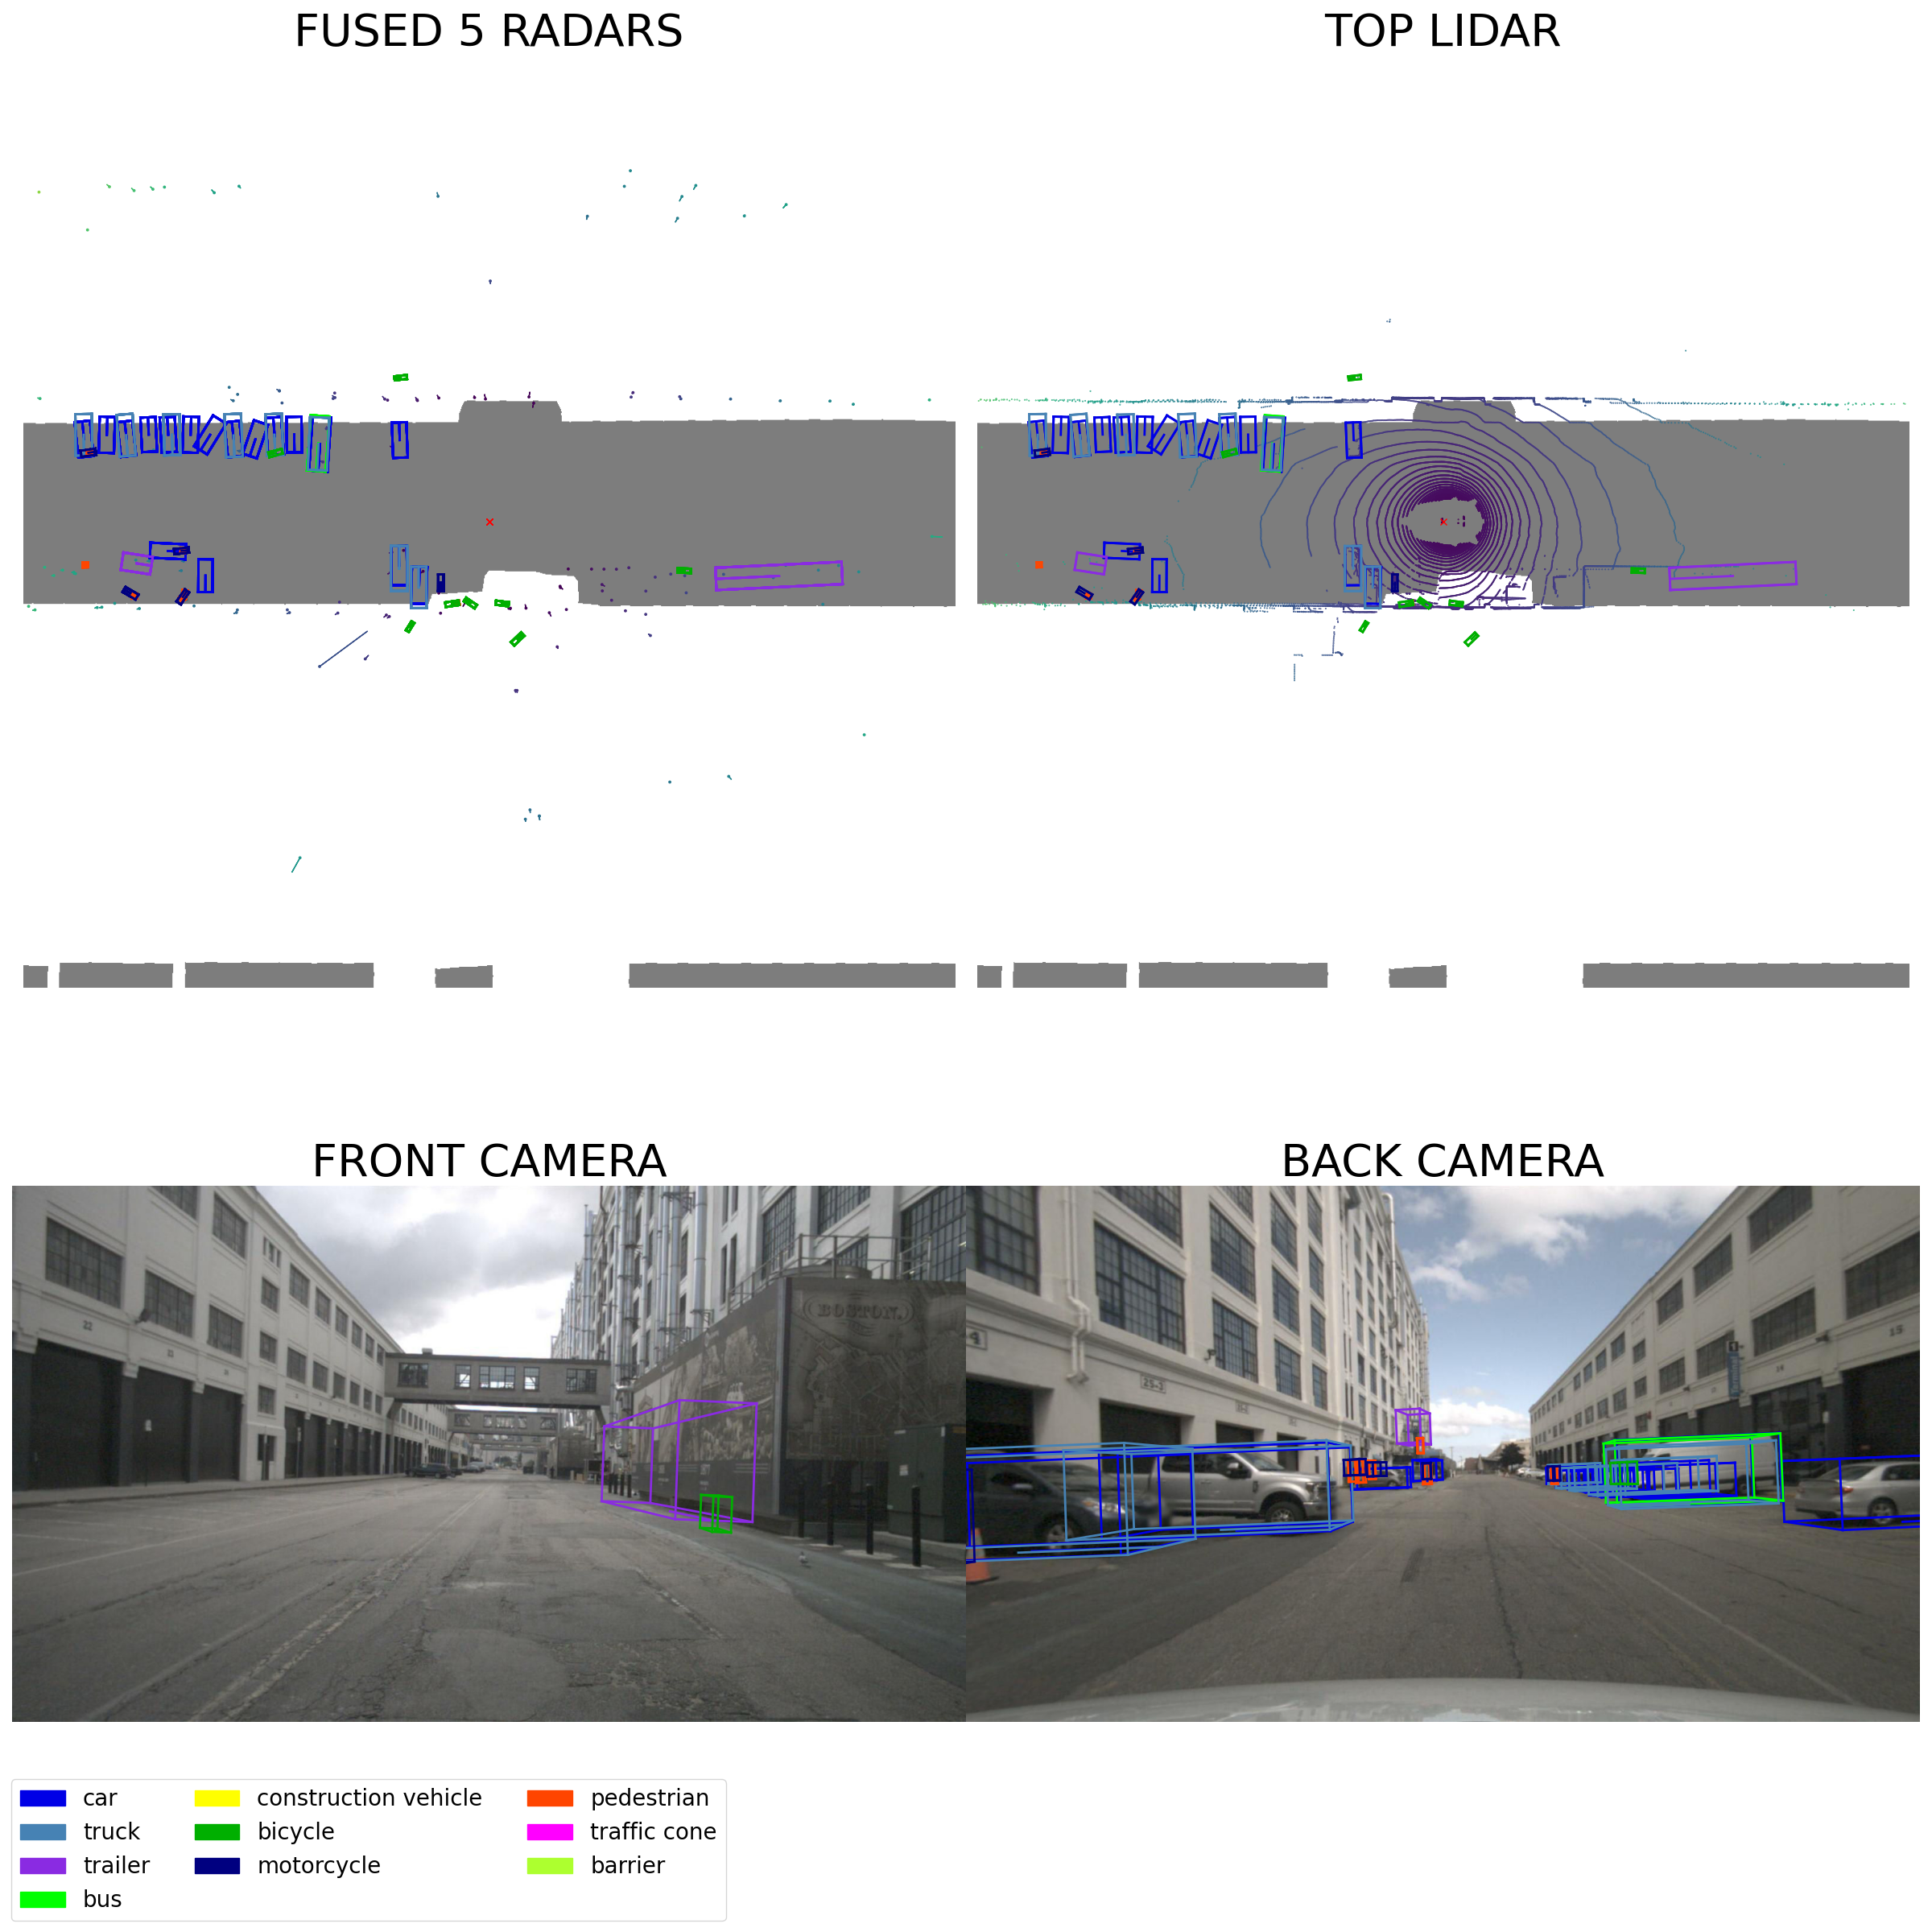 FUSED 5 RADARS
TOP LIDAR
FRONT CAMERA
BACK CAMERA
(BOSTON.)
15
car
truck
trailer
bus
construction vehicle
bicycle
motorcycle
pedestrian
traffic cone
barrier